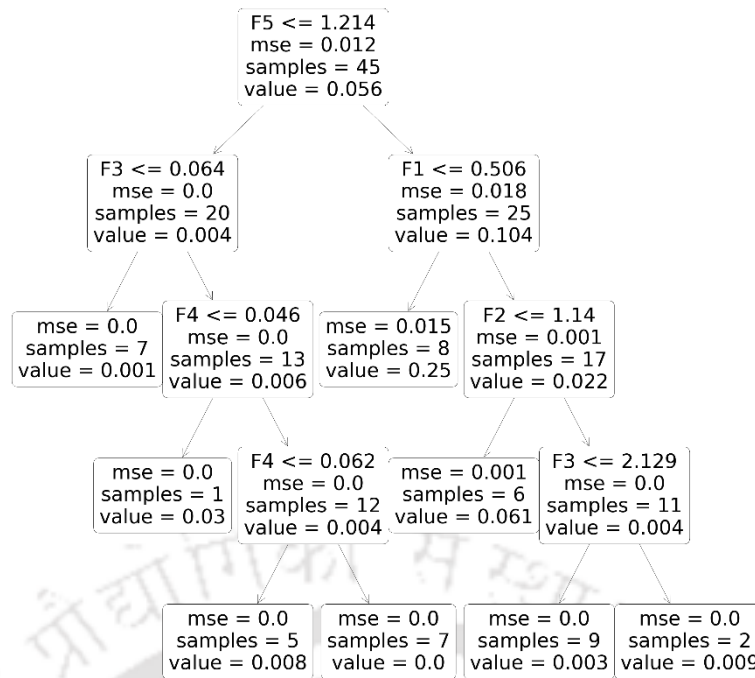 F5 <= 1.214
mse = 0.012
samples = 45
value = 0.056
F3 <= 0.064
mse = 0.0
samples = 20
value = 0.004
F1 <= 0.506
mse = 0.018
samples = 25
value = 0.104
mse = 0.0
samples = 7
value = 0.001
F4 <= 0.046
mse = 0.0
samples = 13
value = 0.006
mse = 0.015
samples = 8
value = 0.25
F2 <= 1.14
mse = 0.001
samples = 17
value = 0.022
mse = 0.0
samples = 1
value = 0.03
F4 <= 0.062
mse = 0.0
samples = 12
value = 0.004
mse = 0.001
samples = 6
value = 0.061
F3 <= 2.129
mse = 0.0
samples = 11
value = 0.004
mse = 0.0
samples = 5
value = 0.008
mse = 0.0
samples = 7
value = 0.0
mse = 0.0
samples = 9
value = 0.003
mse = 0.0
samples = 2
value = 0.009